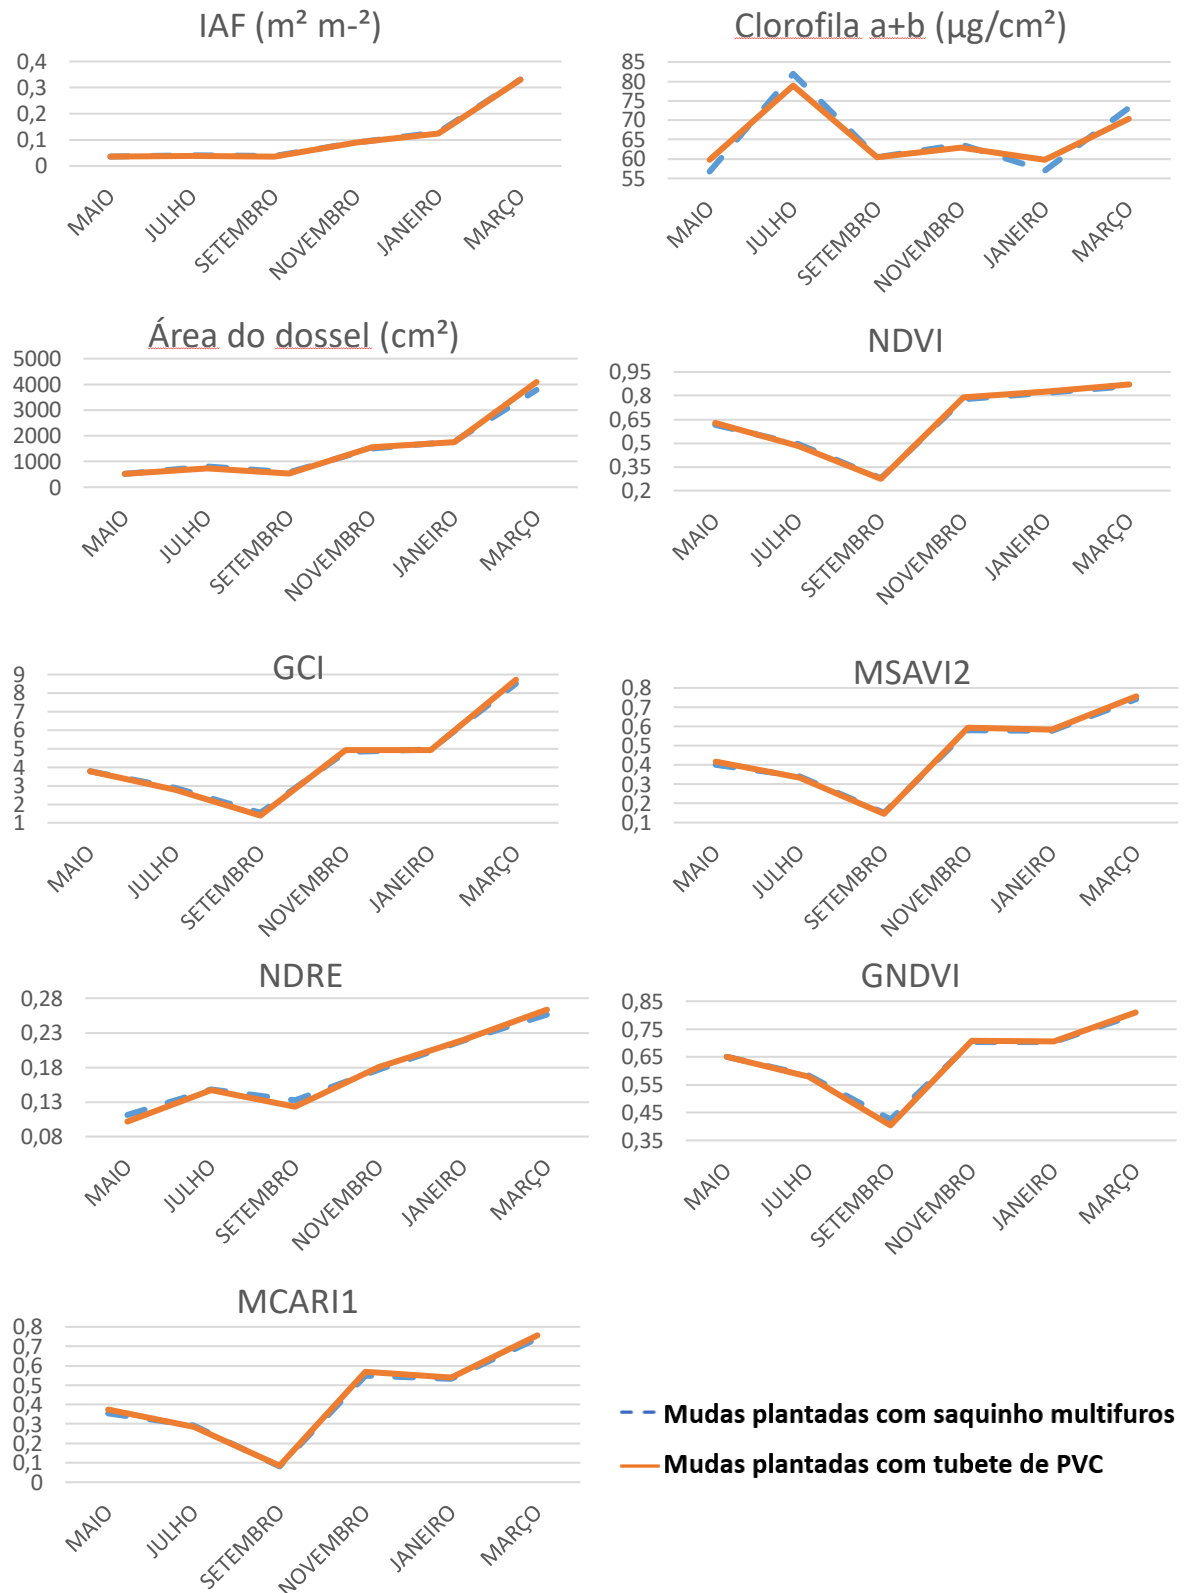 IAF (m² m-²)
0,4
0,3
0,2
0,1
0
MAIO
JULHO
SETEMBRO
NOVEMBRO
JANEIRO
MARÇO
Clorofila a+b (µg/cm²)
85
80
75
70
65
60
55
MAIO
JULHO
SETEMBRO
NOVEMBRO
JANEIRO
MARÇO
Área do dossel (cm²)
5000
4000
3000
2000
1000
0
MAIO
JULHO
SETEMBRO
NOVEMBRO
JANEIRO
MARÇO
NDVI
0,95
0,8
0,65
0,5
0,35
0,2
MAIO
JULHO
SETEMBRO
NOVEMBRO
JANEIRO
MARÇO
GCI
9
8
7
6
5
4
3
2
1
MAIO
JULHO
SETEMBRO
NOVEMBRO
JANEIRO
MARÇO
MSAVI2
0,8
0,7
0,6
0,5
0,4
0,3
0,2
0,1
MAIO
JULHO
SETEMBRO
NOVEMBRO
JANEIRO
MARÇO
NDRE
0,28
0,23
0,18
0,13
0,08
MAIO
JULHO
SETEMBRO
NOVEMBRO
JANEIRO
MARÇO
GNDVI
0,85
0,75
0,65
0,55
0,45
0,35
MAIO
JULHO
SETEMBRO
NOVEMBRO
JANEIRO
MARÇO
MCARI1
0,8
0,7
0,6
0,5
0,4
0,3
0,2
0,1
0
MAIO
JULHO
SETEMBRO
NOVEMBRO
JANEIRO
MARÇO
Mudas plantadas com saquinho multifuros
Mudas plantadas com tubete de PVC